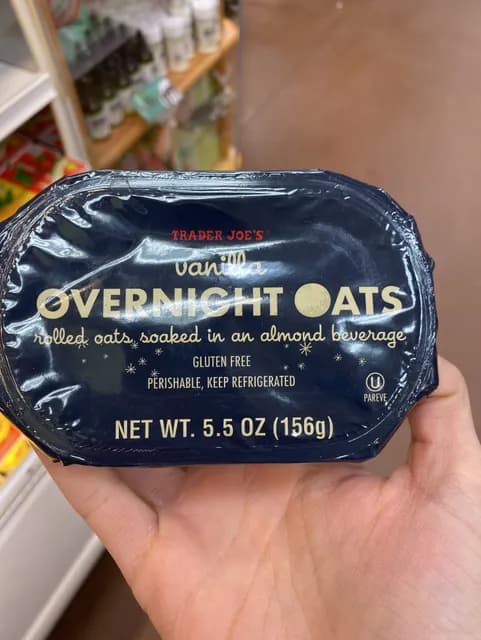 TRADER JOE'S
vanilla
OVERNIGHT OATS
rolled oats, soaked in an almond beverage
GLUTEN FREE
PERISHABLE, KEEP REFRIGERATED
U
PAREVE
NET WT. 5.5 OZ (156g)